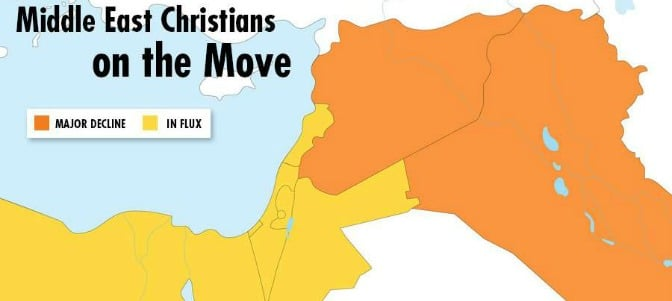 Middle East Christians
on the Move
MAJOR DECLINE
IN FLUX